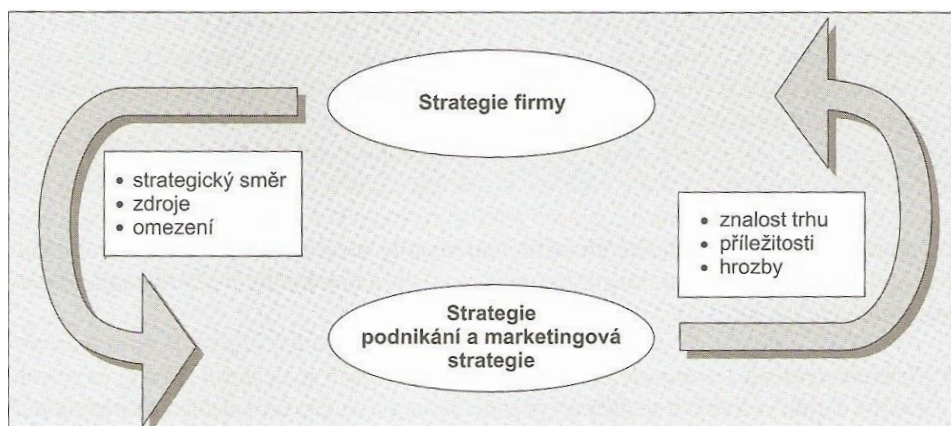 Strategie firmy
• strategický směr
• zdroje
• omezení
• znalost trhu
• příležitosti
• hrozby
Strategie
podnikání a marketingová
strategie